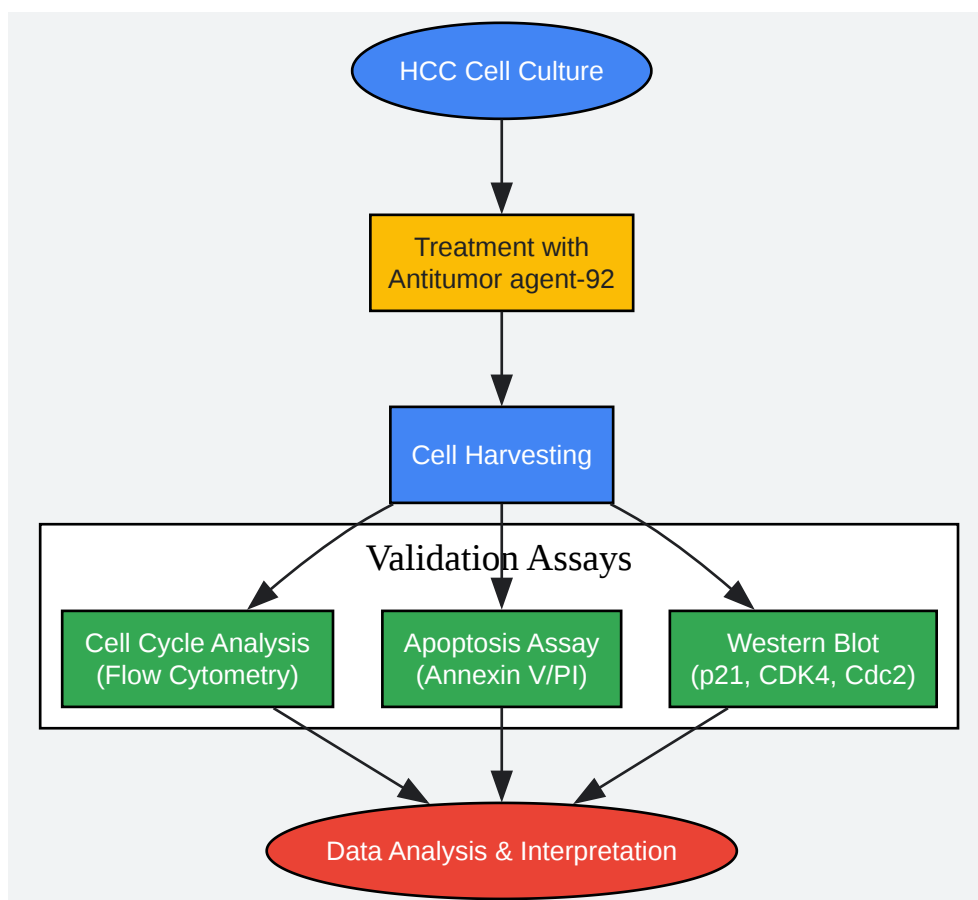 HCC Cell Culture
Treatment with
Antitumor agent-92
Cell Harvesting
Validation Assays
Cell Cycle Analysis
(Flow Cytometry)
Apoptosis Assay
(Annexin V/PI)
Western Blot
(p21, CDK4, Cdc2)
Data Analysis & Interpretation